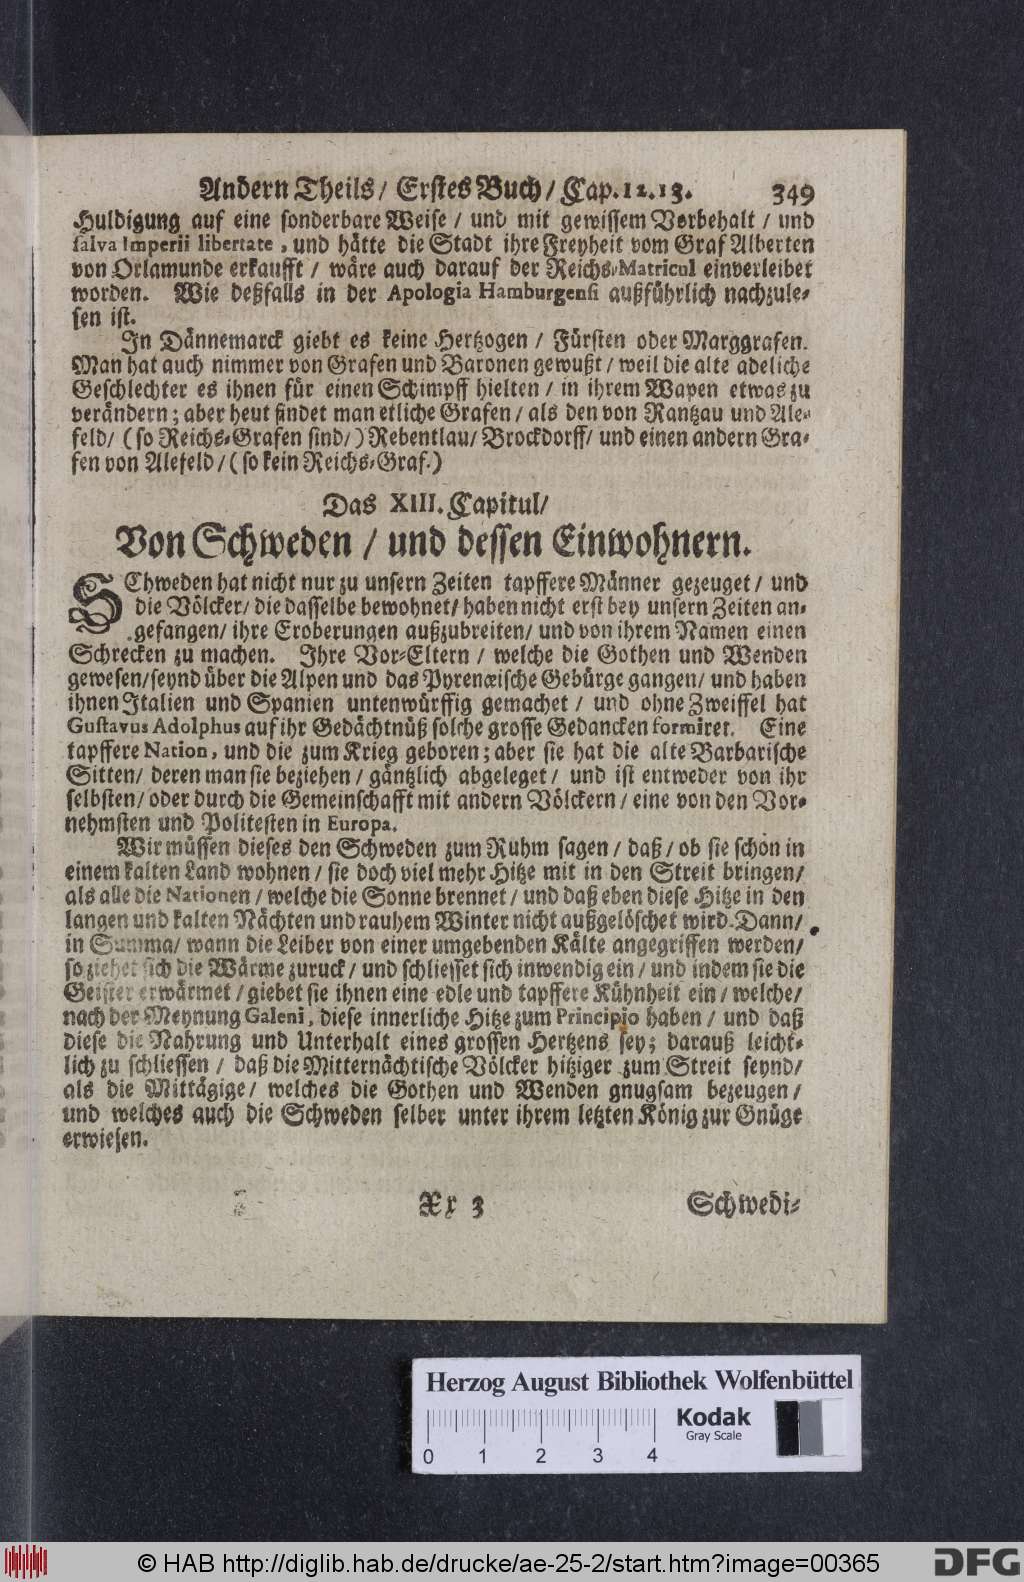 Andern Theils/ Erstes Buch/ Cap. 12. 13. 349
Huldigung auf eine sonderbare Weise / und mit gewissem Vorbehalt / und
salva Imperii libertate, und hätte die Stadt ihre Freyheit vom Graf Alberten
von Orlamunde erkaufft / wäre auch darauf der Reichs-Matricul einverleibet
worden. Wie deßfalls in der Apologia Hamburgensi außführlich nachzule-
sen ist.
In Dännemarck giebt es keine Hertzogen / Fürsten oder Marggrafen.
Man hat auch nimmer von Grafen und Baronen gewußt / weil die alte adeliche
Geschlechter es ihnen für einen Schimpff hielten / in ihrem Wapen etwas zu
verändern; aber heut findet man etliche Grafen / als den von Rantzau und Ale-
feld/ (so Reichs-Grafen sind/) Rebentlau/ Brockdorff/ und einen andern Gra-
fen von Alefeld/ (so kein Reichs-Graf.)
Das XIII. Capitul/
Von Schweden / und dessen Einwohnern.
SChweden hat nicht nur zu unsern Zeiten tapffere Männer gezeuget/ und
die Völcker/ die dasselbe bewohnet/ haben nicht erst bey unsern Zeiten an-
gefangen/ ihre Eroberungen außzubreiten/ und von ihrem Namen einen
Schrecken zu machen. Ihre Vor-Eltern / welche die Gothen und Wenden
gewesen/seynd über die Alpen und das Pyrenæische Gebürge gangen/ und haben
ihnen Italien und Spanien unterwürffig gemachet / und ohne Zweiffel hat
Gustavus Adolphus auf ihr Gedächtnüß solche grosse Gedancken formiret. Eine
tapffere Nation, und die zum Krieg geboren; aber sie hat die alte Barbarische
Sitten/ deren man sie beziehen / gäntzlich abgeleget/ und ist entweder von ihr
selbsten/ oder durch die Gemeinschafft mit andern Völckern / eine von den Vor-
nehmsten und Politesten in Europa.
Wir müssen dieses den Schweden zum Ruhm sagen / daß / ob sie schon in
einem kalten Land wohnen / sie doch viel mehr Hitze mit in den Streit bringen/
als alle die Nationen / welche die Sonne brennet / und daß eben diese Hitze in den
langen und kalten Nächten und rauhem Winter nicht außgelöschet wird. Dann/
in Summa/ wann die Leiber von einer umgebenden Kälte angegriffen werden/
so ziehet sich die Wärme zuruck / und schliesset sich inwendig ein / und indem sie die
Geister erwärmet / giebet sie ihnen eine edle und tapffere Kühnheit ein / welche/
nach der Meynung Galeni, diese innerliche Hitze zum Principio haben / und daß
diese die Nahrung und Unterhalt eines grossen Hertzens sey; darauß leicht-
lich zu schliessen / daß die Mitternächtische Völcker hitziger zum Streit seynd/
als die Mittägige / welches die Gothen und Wenden gnugsam bezeugen /
und welches auch die Schweden selber unter ihrem letzten König zur Gnüge
erwiesen.
Xx 3 Schwedi-
Herzog August Bibliothek Wolfenbüttel
Kodak
Gray Scale
0 1 2 3 4
© HAB http://diglib.hab.de/drucke/ae-25-2/start.htm?image=00365
DFG